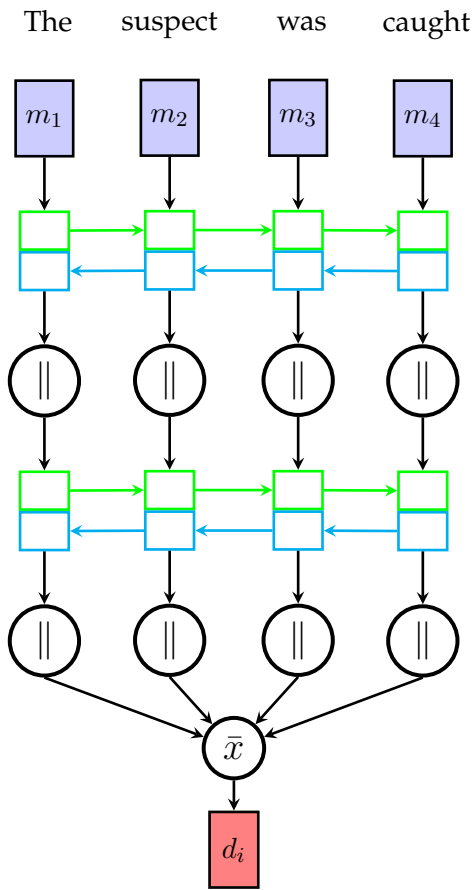 The suspect was caught
m₁ m₂ m₃ m₄
|| || || ||
|| || || ||
x̄
dᵢ